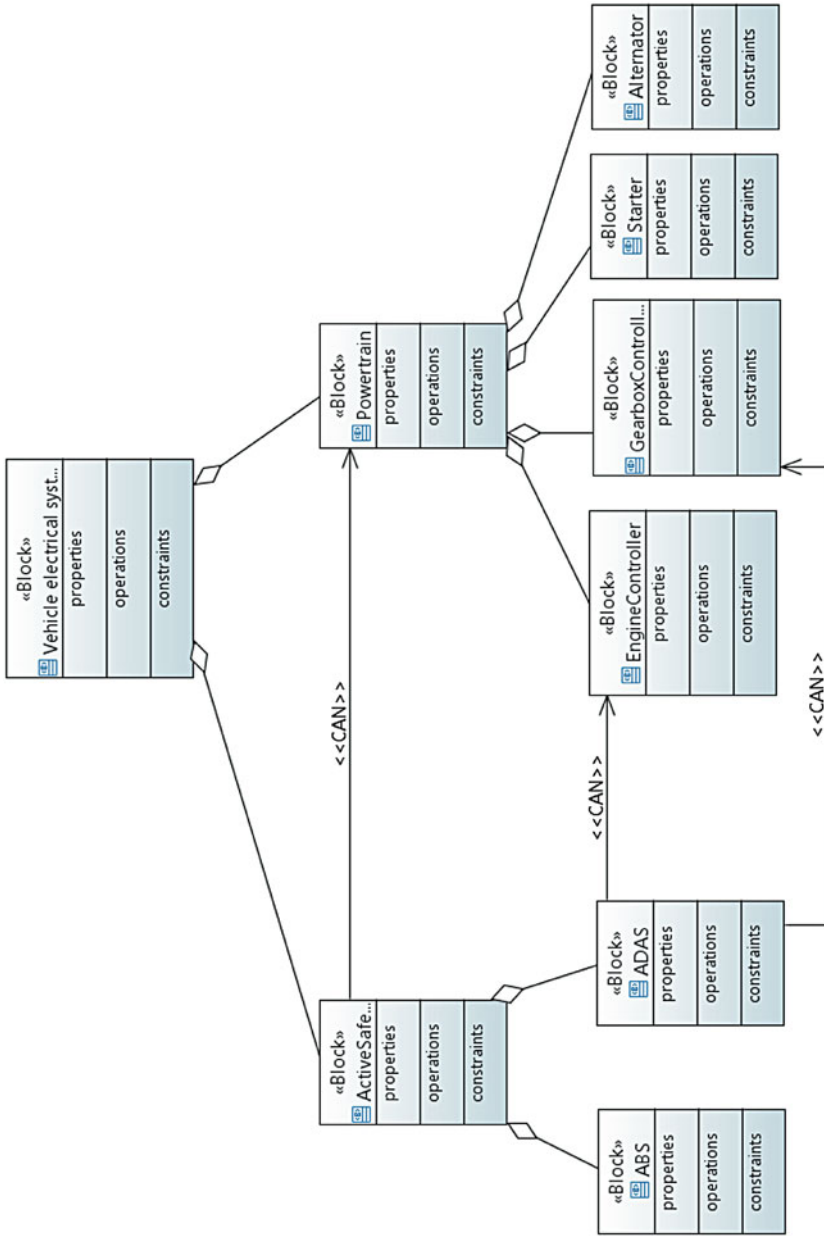 «Block»
Vehicle electrical syst...
properties
operations
constraints
«Block»
ActiveSafe...
properties
operations
constraints
<<CAN>>
«Block»
Powertrain
properties
operations
constraints
«Block»
ABS
properties
operations
constraints
«Block»
ADAS
properties
operations
constraints
<<CAN>>
«Block»
EngineController
properties
operations
constraints
«Block»
GearboxControll...
properties
operations
constraints
«Block»
Starter
properties
operations
constraints
«Block»
Alternator
properties
operations
constraints
<<CAN>>